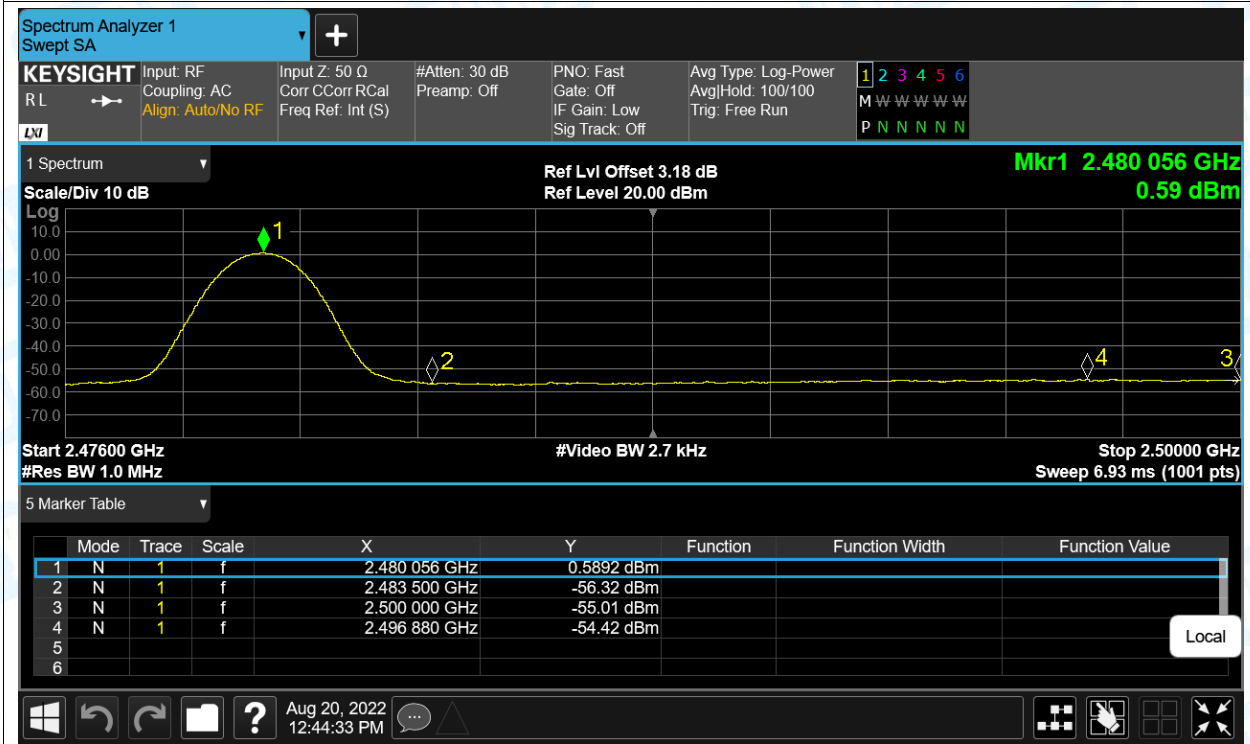 Spectrum Analyzer 1
Swept SA
+
KEYSIGHT
R L
LXI
Input: RF
Coupling: AC
Align: Auto/No RF
Input Z: 50 Ω
Corr CCorr RCal
Freq Ref: Int (S)
#Atten: 30 dB
Preamp: Off
PNO: Fast
Gate: Off
IF Gain: Low
Sig Track: Off
Avg Type: Log-Power
Avg|Hold: 100/100
Trig: Free Run
1 2 3 4 5 6
M W W W W W
P N N N N N
1 Spectrum
Scale/Div 10 dB
Ref Lvl Offset 3.18 dB
Ref Level 20.00 dBm
Mkr1 2.480 056 GHz
0.59 dBm
Log
10.0
0.00
-10.0
-20.0
-30.0
-40.0
-50.0
-60.0
-70.0
1
2
4
3
Start 2.47600 GHz
#Video BW 2.7 kHz
Stop 2.50000 GHz
#Res BW 1.0 MHz
Sweep 6.93 ms (1001 pts)
5 Marker Table
Mode Trace Scale X Y Function Function Width Function Value
1 N 1 f 2.480 056 GHz 0.5892 dBm
2 N 1 f 2.483 500 GHz -56.32 dBm
3 N 1 f 2.500 000 GHz -55.01 dBm
4 N 1 f 2.496 880 GHz -54.42 dBm
5
6
Local
?
Aug 20, 2022
12:44:33 PM